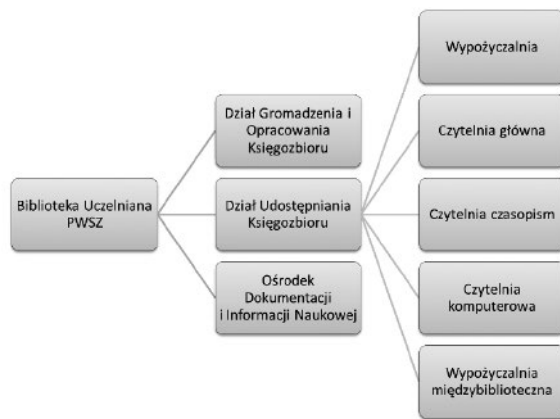 Biblioteka Uczelniana
PWSZ
Dział Gromadzenia i
Opracowania
Księgozbioru
Dział Udostępniania
Księgozbioru
Ośrodek
Dokumentacji
i Informacji Naukowej
Wypożyczalnia
Czytelnia główna
Czytelnia czasopism
Czytelnia
komputerowa
Wypożyczalnia
międzybiblioteczna